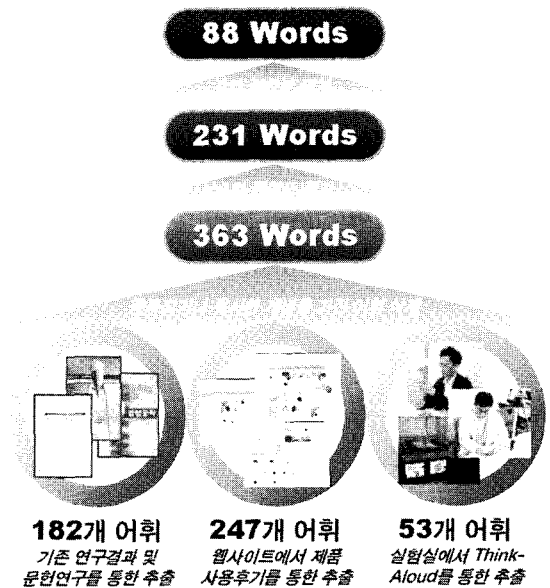 88 Words
231 Words
363 Words
182개 어휘
기존 연구결과 및
문헌연구를 통한 추출
247개 어휘
웹사이트에서 제품
사용후기를 통한 추출
53개 어휘
실험실에서 Think-
Aloud를 통한 추출